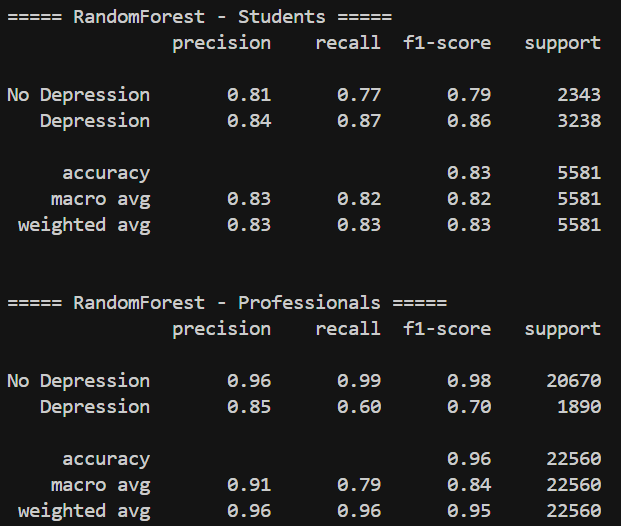 ===== RandomForest - Students =====
              precision    recall  f1-score   support

No Depression       0.81      0.77      0.79      2343
   Depression       0.84      0.87      0.86      3238

     accuracy                           0.83      5581
    macro avg       0.83      0.82      0.82      5581
 weighted avg       0.83      0.83      0.83      5581


===== RandomForest - Professionals =====
              precision    recall  f1-score   support

No Depression       0.96      0.99      0.98     20670
   Depression       0.85      0.60      0.70      1890

     accuracy                           0.96     22560
    macro avg       0.91      0.79      0.84     22560
 weighted avg       0.96      0.96      0.95     22560